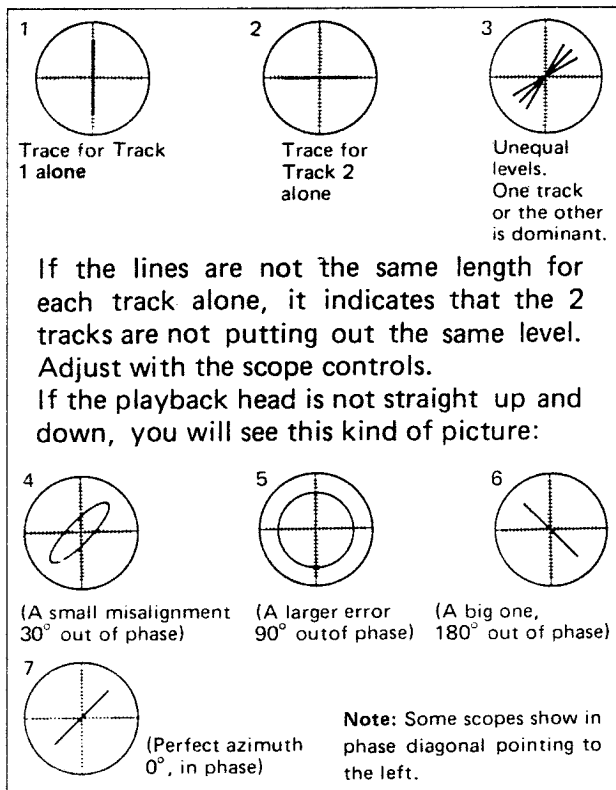 1
2
3
Trace for Track
1 alone
Trace for
Track 2
alone
Unequal
levels.
One track
or the other
is dominant.
If the lines are not the same length for
each track alone, it indicates that the 2
tracks are not putting out the same level.
Adjust with the scope controls.
If the playback head is not straight up and
down, you will see this kind of picture:
4
5
6
(A small misalignment
30° out of phase)
(A larger error
90° outof phase)
(A big one,
180° out of phase)
7
(Perfect azimuth
0°, in phase)
Note: Some scopes show in
phase diagonal pointing to
the left.